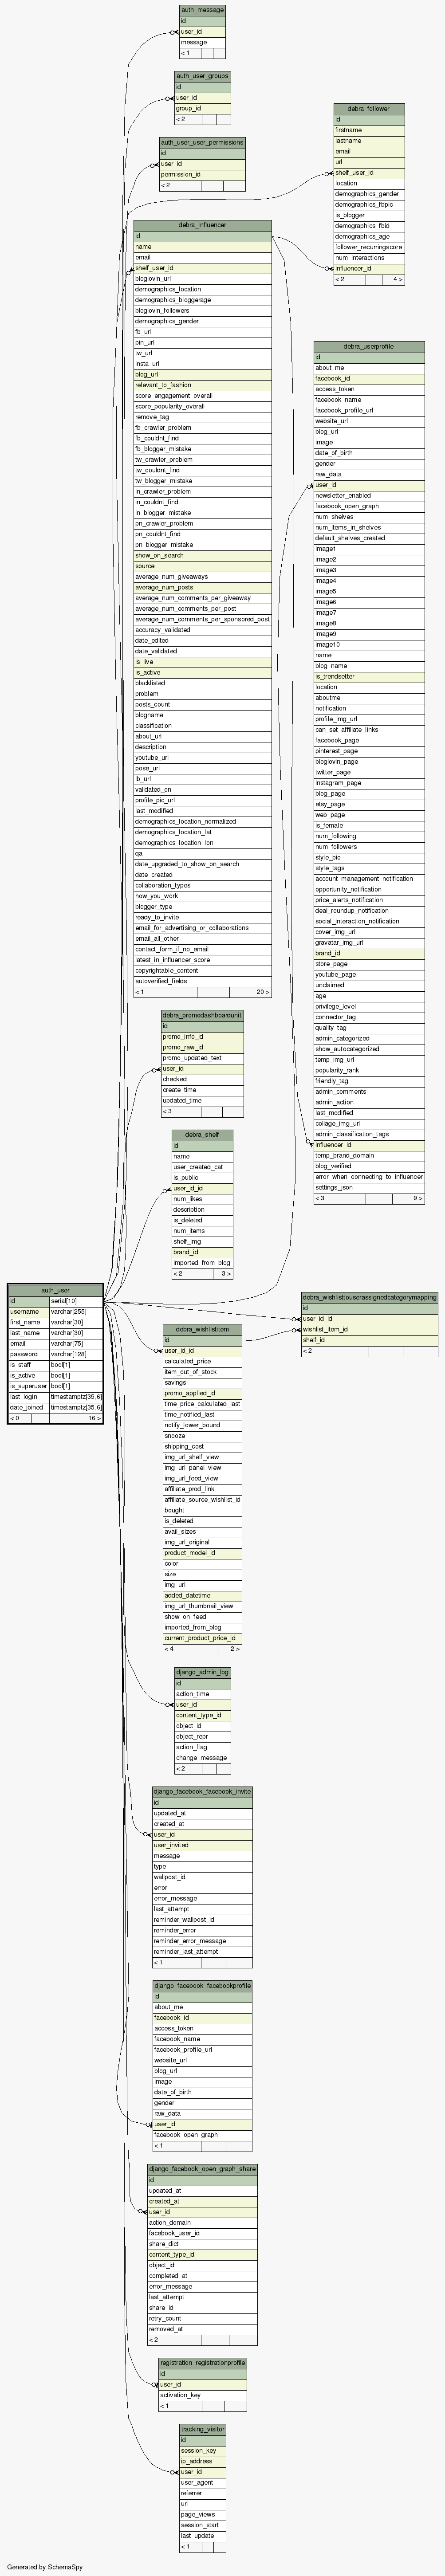 auth_message
id
user_id
message
< 1
auth_user_groups
id
user_id
group_id
< 2
auth_user_user_permissions
id
user_id
permission_id
< 2
debra_follower
id
firstname
lastname
email
url
shelf_user_id
location
demographics_gender
demographics_fbpic
is_blogger
demographics_fbid
demographics_age
follower_recurringscore
num_interactions
influencer_id
< 2 4 >
debra_influencer
id
name
email
shelf_user_id
bloglovin_url
demographics_location
demographics_bloggerage
bloglovin_followers
demographics_gender
fb_url
pin_url
tw_url
insta_url
blog_url
relevant_to_fashion
score_engagement_overall
score_popularity_overall
remove_tag
fb_crawler_problem
fb_couldnt_find
fb_blogger_mistake
tw_crawler_problem
tw_couldnt_find
tw_blogger_mistake
in_crawler_problem
in_couldnt_find
in_blogger_mistake
pn_crawler_problem
pn_couldnt_find
pn_blogger_mistake
show_on_search
source
average_num_giveaways
average_num_posts
average_num_comments_per_giveaway
average_num_comments_per_post
average_num_comments_per_sponsored_post
accuracy_validated
date_edited
date_validated
is_live
is_active
blacklisted
problem
posts_count
blogname
classification
about_url
description
youtube_url
pose_url
lb_url
validated_on
profile_pic_url
last_modified
demographics_location_normalized
demographics_location_lat
demographics_location_lon
qa
date_upgraded_to_show_on_search
date_created
collaboration_types
how_you_work
blogger_type
ready_to_invite
email_for_advertising_or_collaborations
email_all_other
contact_form_if_no_email
latest_in_influencer_score
copyrightable_content
autoverified_fields
< 1 20 >
debra_userprofile
id
about_me
facebook_id
access_token
facebook_name
facebook_profile_url
website_url
blog_url
image
date_of_birth
gender
raw_data
user_id
newsletter_enabled
facebook_open_graph
num_shelves
num_items_in_shelves
default_shelves_created
image1
image2
image3
image4
image5
image6
image7
image8
image9
image10
name
blog_name
is_trendsetter
location
aboutme
notification
profile_img_url
can_set_affiliate_links
facebook_page
pinterest_page
bloglovin_page
twitter_page
instagram_page
blog_page
etsy_page
web_page
is_female
num_following
num_followers
style_bio
style_tags
account_management_notification
opportunity_notification
price_alerts_notification
deal_roundup_notification
social_interaction_notification
cover_img_url
gravatar_img_url
brand_id
store_page
youtube_page
unclaimed
age
privilege_level
connector_tag
quality_tag
admin_categorized
show_autocategorized
temp_img_url
popularity_rank
friendly_tag
admin_comments
admin_action
last_modified
collage_img_url
admin_classification_tags
influencer_id
temp_brand_domain
blog_verified
error_when_connecting_to_influencer
settings_json
< 3 9 >
debra_promodashboardunit
id
promo_info_id
promo_raw_id
promo_updated_text
user_id
checked
create_time
updated_time
< 3
debra_shelf
id
name
user_created_cat
is_public
user_id_id
num_likes
description
is_deleted
num_items
shelf_img
brand_id
imported_from_blog
< 2 3 >
auth_user
id serial[10]
username varchar[255]
first_name varchar[30]
last_name varchar[30]
email varchar[75]
password varchar[128]
is_staff bool[1]
is_active bool[1]
is_superuser bool[1]
last_login timestamptz[35,6]
date_joined timestamptz[35,6]
< 0 16 >
debra_wishlisttouserassignedcategorymapping
id
user_id_id
wishlist_item_id
shelf_id
< 2
debra_wishlistitem
id
user_id_id
calculated_price
item_out_of_stock
savings
promo_applied_id
time_price_calculated_last
time_notified_last
notify_lower_bound
snooze
shipping_cost
img_url_shelf_view
img_url_panel_view
img_url_feed_view
affiliate_prod_link
affiliate_source_wishlist_id
bought
is_deleted
avail_sizes
img_url_original
product_model_id
color
size
img_url
added_datetime
img_url_thumbnail_view
show_on_feed
imported_from_blog
current_product_price_id
< 4 2 >
django_admin_log
id
action_time
user_id
content_type_id
object_id
object_repr
action_flag
change_message
< 2
django_facebook_facebook_invite
id
updated_at
created_at
user_id
user_invited
message
type
wallpost_id
error
error_message
last_attempt
reminder_wallpost_id
reminder_error
reminder_error_message
reminder_last_attempt
< 1
django_facebook_facebookprofile
id
about_me
facebook_id
access_token
facebook_name
facebook_profile_url
website_url
blog_url
image
date_of_birth
gender
raw_data
user_id
facebook_open_graph
< 1
django_facebook_open_graph_share
id
updated_at
created_at
user_id
action_domain
facebook_user_id
share_dict
content_type_id
object_id
completed_at
error_message
last_attempt
share_id
retry_count
removed_at
< 2
registration_registrationprofile
id
user_id
activation_key
< 1
tracking_visitor
id
session_key
ip_address
user_id
user_agent
referrer
url
page_views
session_start
last_update
< 1
Generated by SchemaSpy